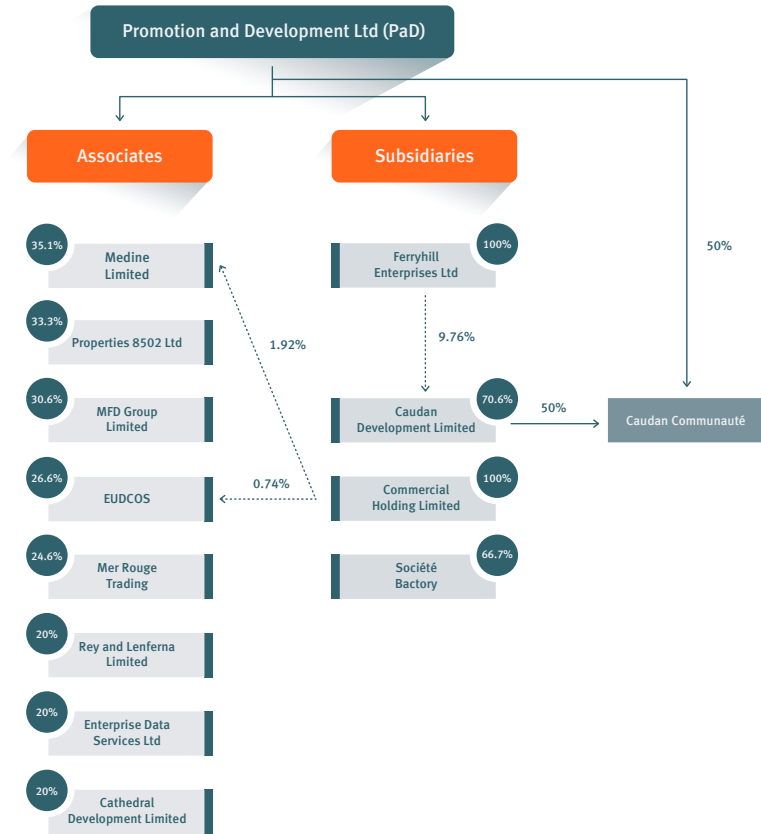 Promotion and Development Ltd (PaD)
Associates
Subsidiaries
35.1%
Medine
Limited
33.3%
Properties 8502 Ltd
30.6%
MFD Group
Limited
26.6%
EUDCOS
24.6%
Mer Rouge
Trading
20%
Rey and Lenferna
Limited
20%
Enterprise Data
Services Ltd
20%
Cathedral
Development Limited
1.92%
0.74%
100%
Ferryhill
Enterprises Ltd
9.76%
70.6%
Caudan
Development Limited
100%
Commercial
Holding Limited
66.7%
Société
Bactory
50%
50%
Caudan Communauté